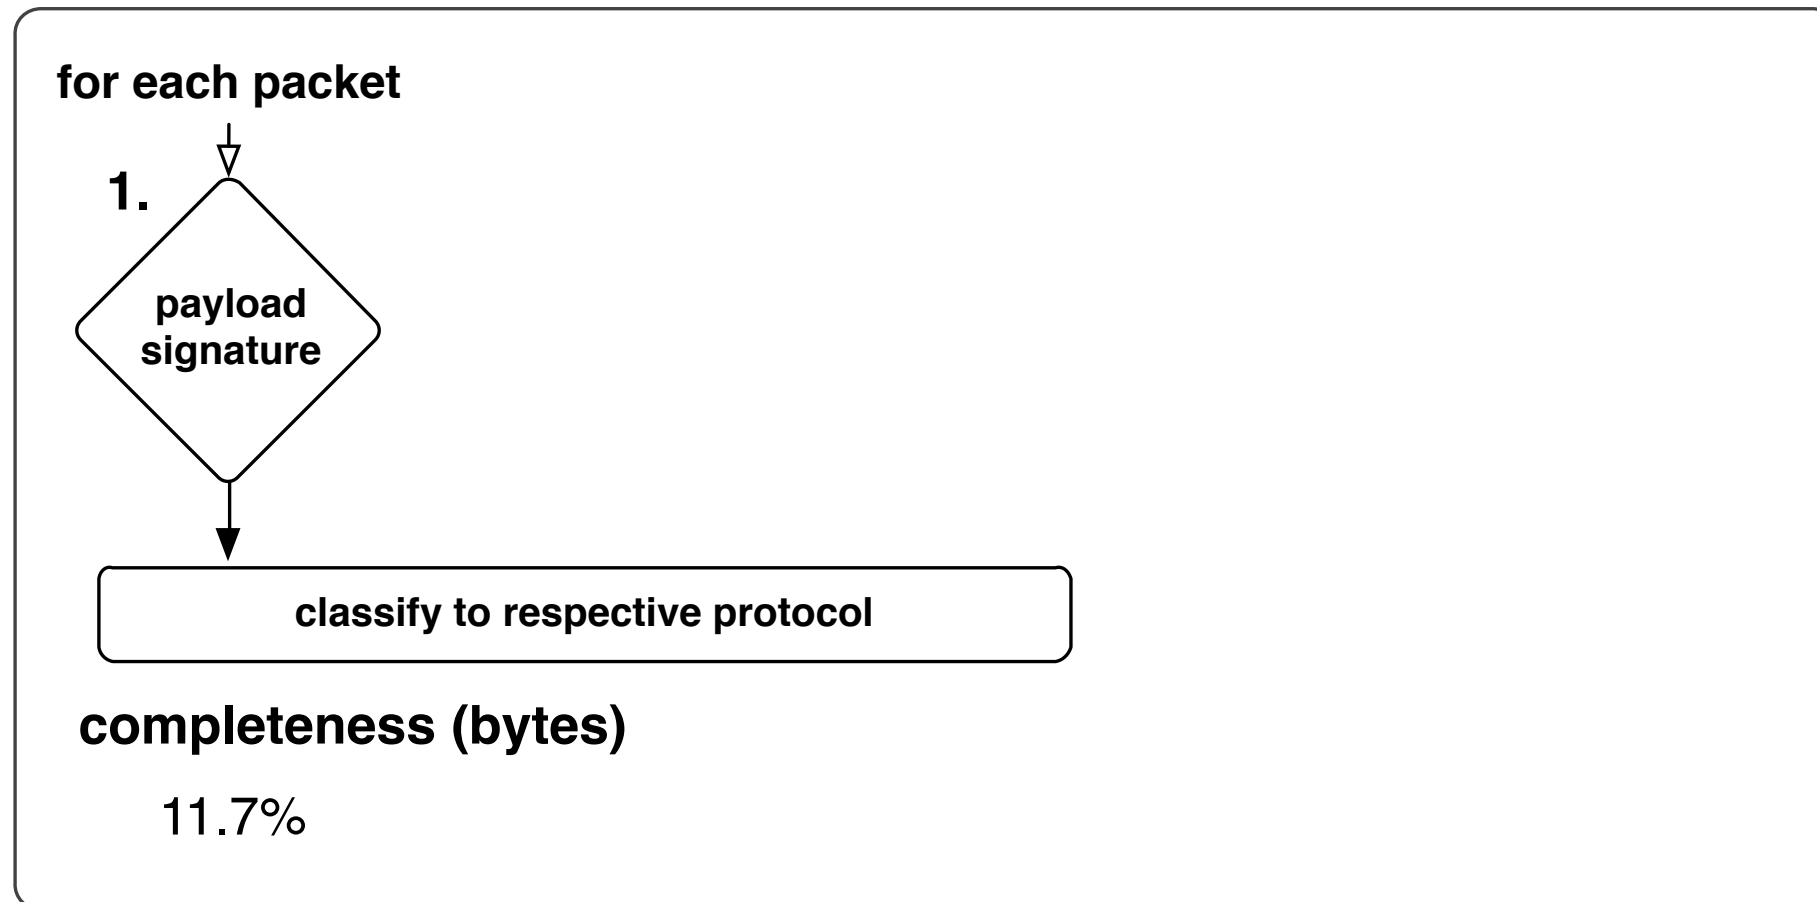 for each packet
1.
payload
signature
classify to respective protocol
completeness (bytes)
11.7%